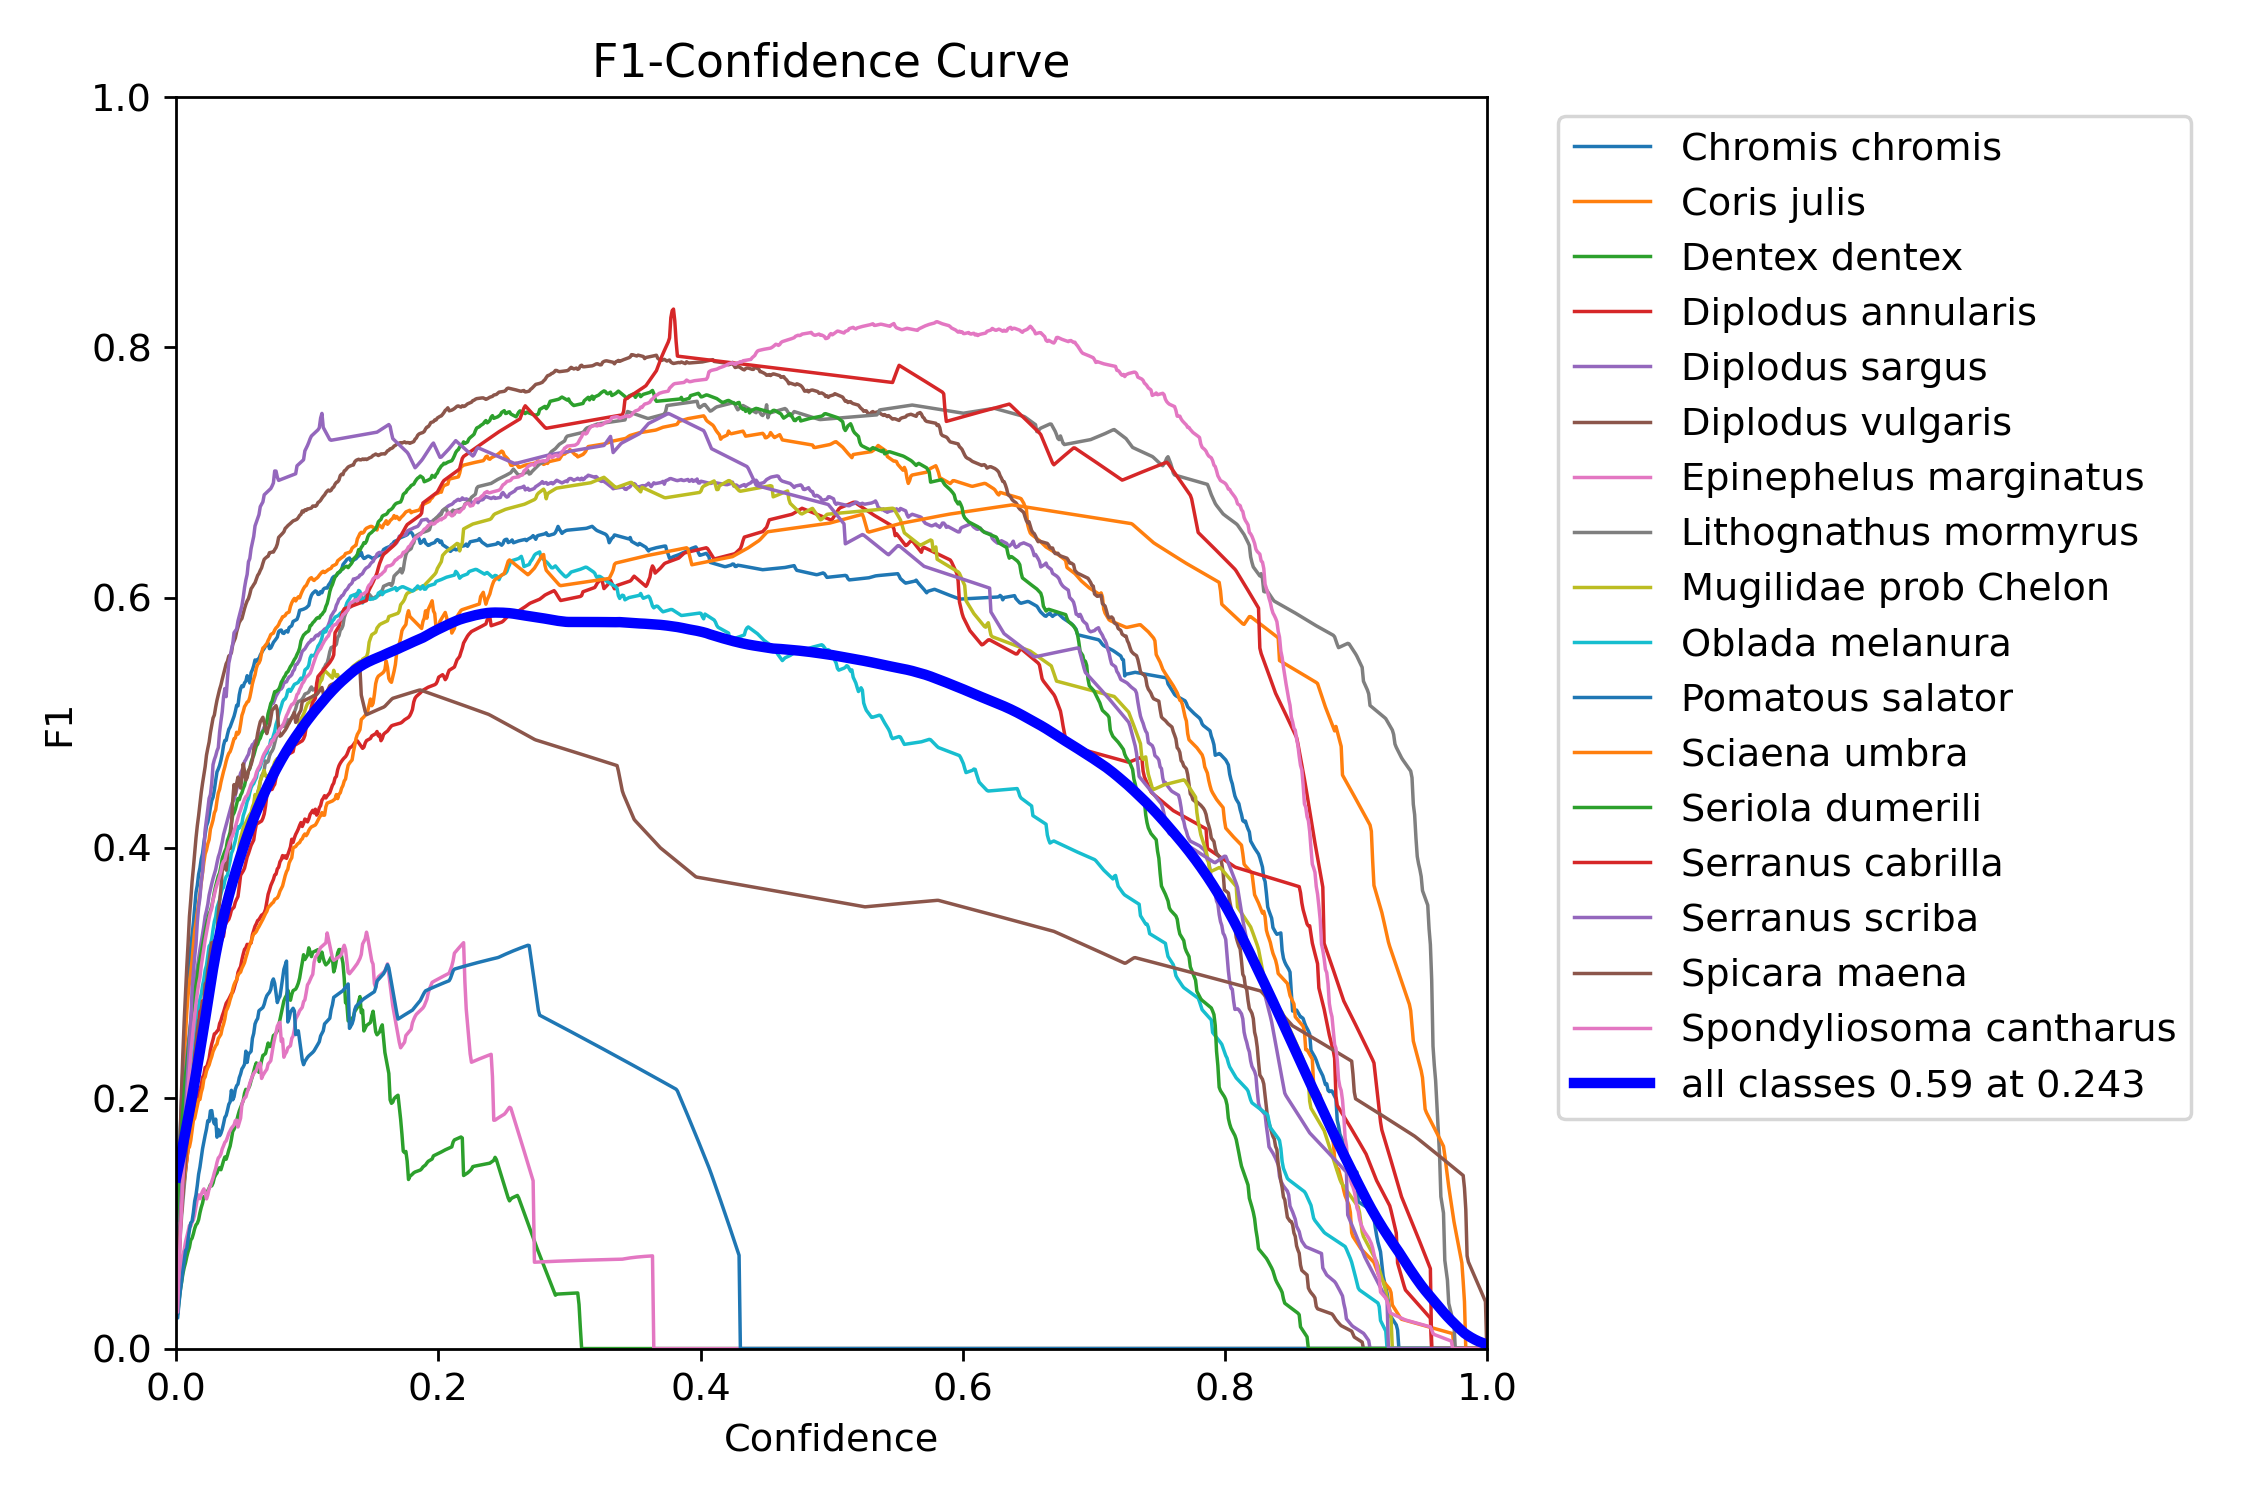 F1-Confidence Curve
1.0
0.8
0.6
0.4
0.2
0.0
F1
0.0 0.2 0.4 0.6 0.8 1.0
Confidence
Chromis chromis
Coris julis
Dentex dentex
Diplodus annularis
Diplodus sargus
Diplodus vulgaris
Epinephelus marginatus
Lithognathus mormyrus
Mugilidae prob Chelon
Oblada melanura
Pomatous salator
Sciaena umbra
Seriola dumerili
Serranus cabrilla
Serranus scriba
Spicara maena
Spondyliosoma cantharus
all classes 0.59 at 0.243